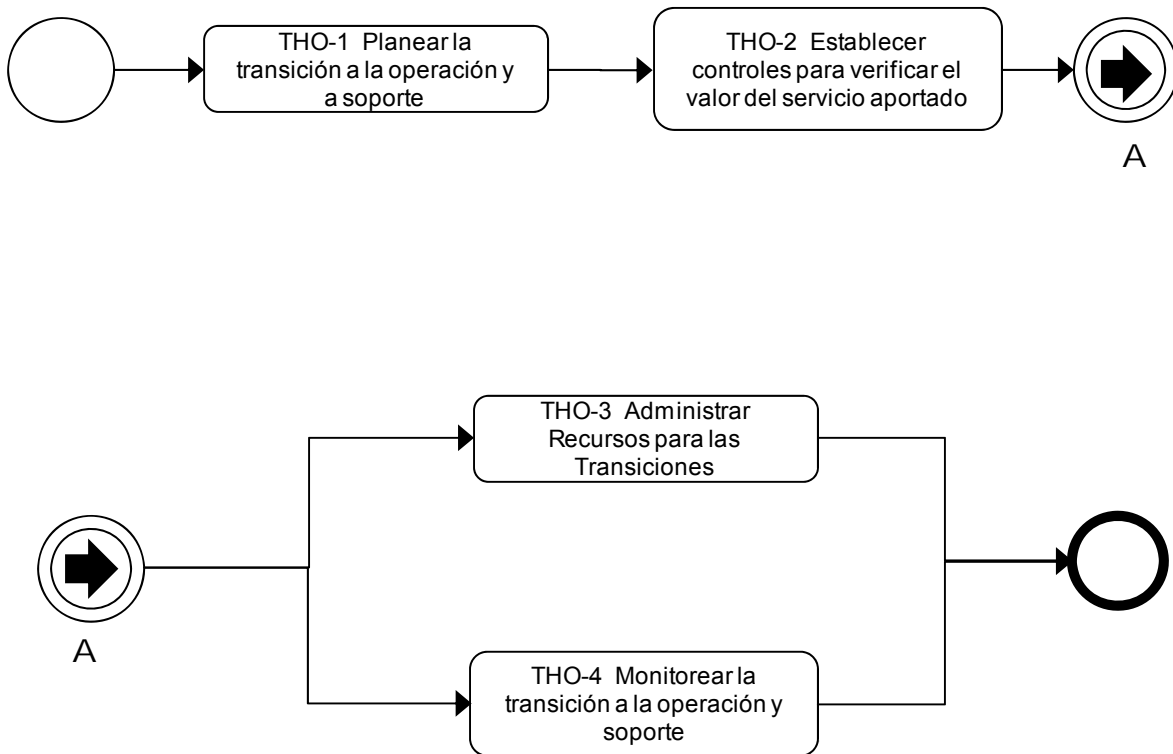 THO-1 Planear la
transición a la operación y
a soporte
THO-2 Establecer
controles para verificar el
valor del servicio aportado
A
THO-3 Administrar
Recursos para las
Transiciones
A
THO-4 Monitorear la
transición a la operación y
soporte